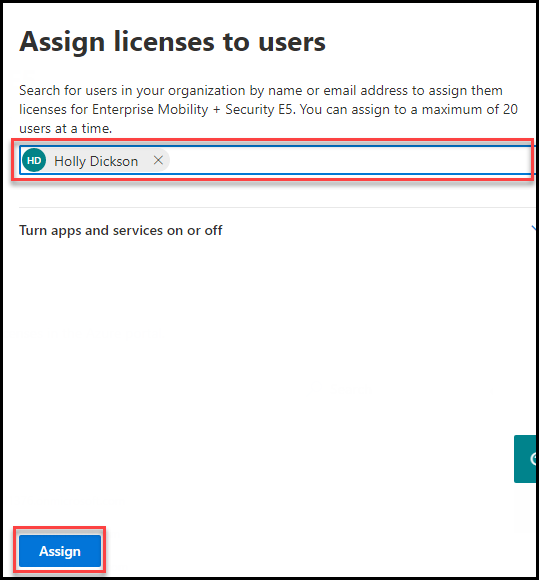 Assign licenses to users
Search for users in your organization by name or email address to assign them
licenses for Enterprise Mobility + Security E5. You can assign to a maximum of 20
users at a time.
HD Holly Dickson
Turn apps and services on or off
Assign